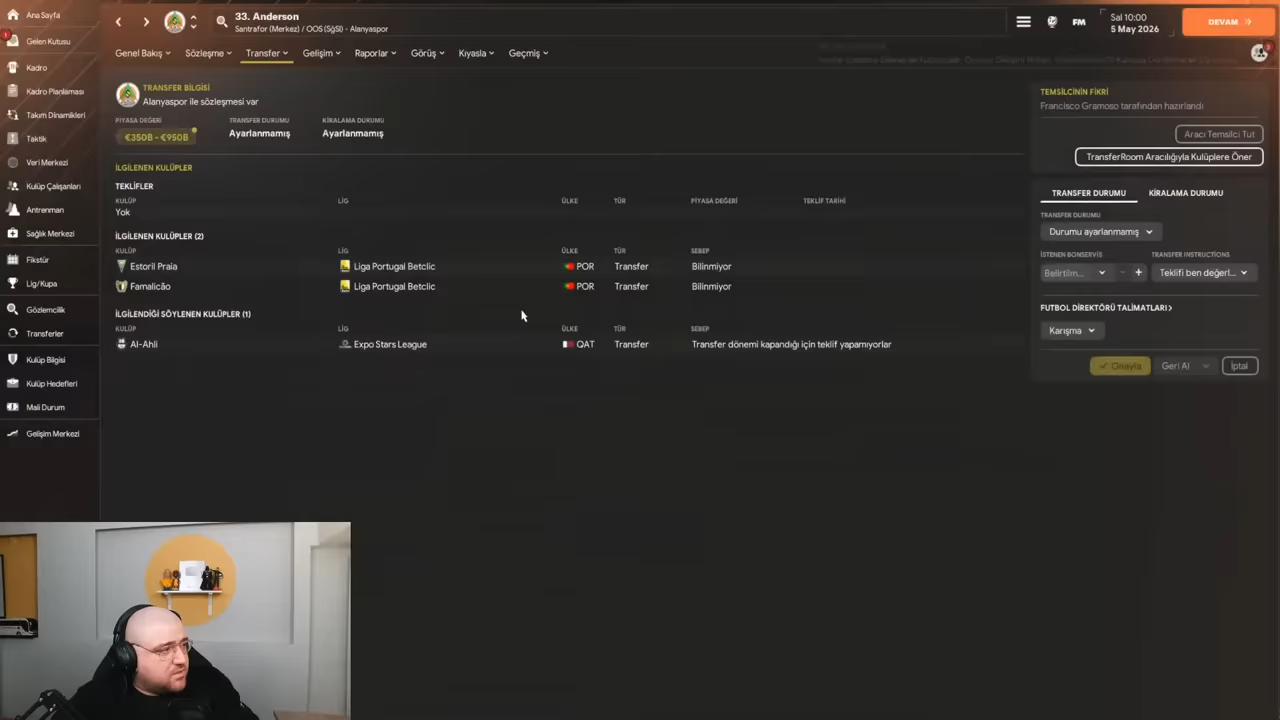 Ana Sayfa
1
Gelen Kutusu
Kadro
Kadro Planlaması
Takım Dinamikleri
Taktik
Veri Merkezi
Kulüp Çalışanları
Antrenman
Sağlık Merkezi
Fikstür
Lig/Kupa
Gözlemcilik
Transferler
Kulüp Bilgisi
Kulüp Hedefleri
Mali Durum
Gelişim Merkezi
33. Anderson
Santrafor (Merkez) / OOS (SğSl) - Alanyaspor
FM
Sal 10:00
5 May 2026
DEVAM
Genel Bakış
Sözleşme
Transfer
Gelişim
Raporlar
Görüş
Kıyasla
Geçmiş
TRANSFER BİLGİSİ
Alanyaspor ile sözleşmesi var
PİYASA DEĞERİ
TRANSFER DURUMU
KİRALAMA DURUMU
€350B - €950B
Ayarlanmamış
Ayarlanmamış
İLGİLENEN KULÜPLER
TEKLİFLER
KULÜP LİG ÜLKE TÜR PİYASA DEĞERİ TEKLİF TARİHİ
Yok
İLGİLENEN KULÜPLER (2)
KULÜP LİG ÜLKE TÜR SEBEP
Estoril Praia Liga Portugal Betclic POR Transfer Bilinmiyor
Famalicão Liga Portugal Betclic POR Transfer Bilinmiyor
İLGİLENDİĞİ SÖYLENEN KULÜPLER (1)
KULÜP LİG ÜLKE TÜR SEBEP
Al-Ahli Expo Stars League QAT Transfer Transfer dönemi kapandığı için teklif yapamıyorlar
TEMSİLCİNİN FİKRİ
Francisco Gramoso tarafından hazırlandı
Aracı Temsilci Tut
TransferRoom Aracılığıyla Kulüplere Öner
TRANSFER DURUMU KİRALAMA DURUMU
TRANSFER DURUMU
Durumu ayarlanmamış
İSTENEN BONSERVİS TRANSFER INSTRUCTIONS
Belirtilm... - + Teklifi ben değerl...
FUTBOL DİREKTÖRÜ TALİMATLARI >
Karışma
Onayla Geri Al İptal